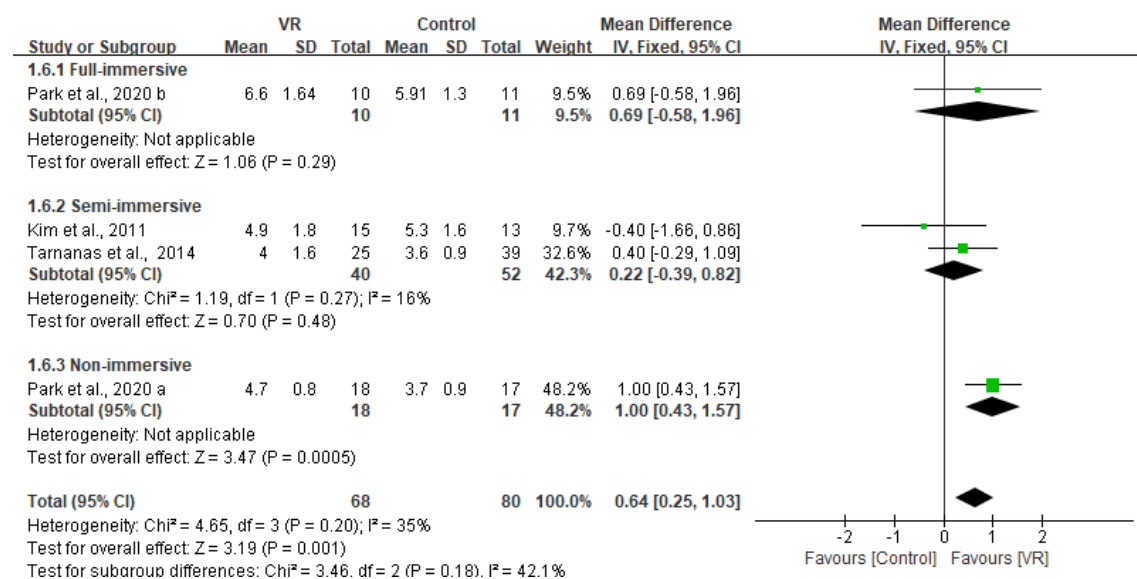 VR Control Mean Difference Mean Difference
Study or Subgroup Mean SD Total Mean SD Total Weight IV, Fixed, 95% CI IV, Fixed, 95% CI
1.6.1 Full-immersive
Park et al., 2020 b 6.6 1.64 10 5.91 1.3 11 9.5% 0.69 [-0.58, 1.96]
Subtotal (95% CI) 10 11 9.5% 0.69 [-0.58, 1.96]
Heterogeneity: Not applicable
Test for overall effect: Z = 1.06 (P = 0.29)
1.6.2 Semi-immersive
Kim et al., 2011 4.9 1.8 15 5.3 1.6 13 9.7% -0.40 [-1.66, 0.86]
Tarnanas et al., 2014 4 1.6 25 3.6 0.9 39 32.6% 0.40 [-0.29, 1.09]
Subtotal (95% CI) 40 52 42.3% 0.22 [-0.39, 0.82]
Heterogeneity: Chi² = 1.19, df = 1 (P = 0.27); I² = 16%
Test for overall effect: Z = 0.70 (P = 0.48)
1.6.3 Non-immersive
Park et al., 2020 a 4.7 0.8 18 3.7 0.9 17 48.2% 1.00 [0.43, 1.57]
Subtotal (95% CI) 18 17 48.2% 1.00 [0.43, 1.57]
Heterogeneity: Not applicable
Test for overall effect: Z = 3.47 (P = 0.0005)
Total (95% CI) 68 80 100.0% 0.64 [0.25, 1.03]
Heterogeneity: Chi² = 4.65, df = 3 (P = 0.20); I² = 35%
Test for overall effect: Z = 3.19 (P = 0.001)
Test for subgroup differences: Chi² = 3.46, df = 2 (P = 0.18), I² = 42.1%
-2 -1 0 1 2
Favours [Control] Favours [VR]